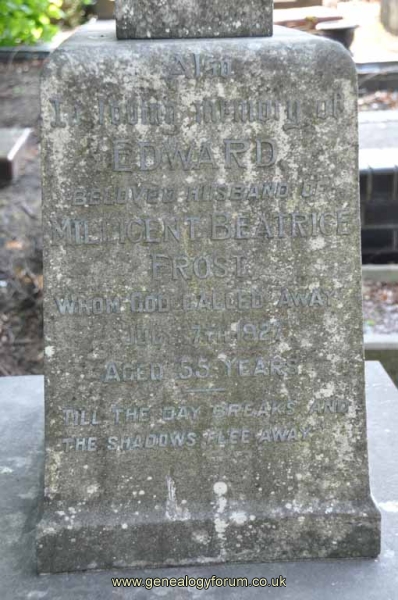 Also
In loving memory of
EDWARD
BELOVED HUSBAND OF
MILLICENT BEATRICE
FROST
WHOM GOD CALLED AWAY
7TH
AGED 55 YEARS
TILL THE DAY BREAKS AND
THE SHADOWS FLEE AWAY
www.genealogyforum.co.uk